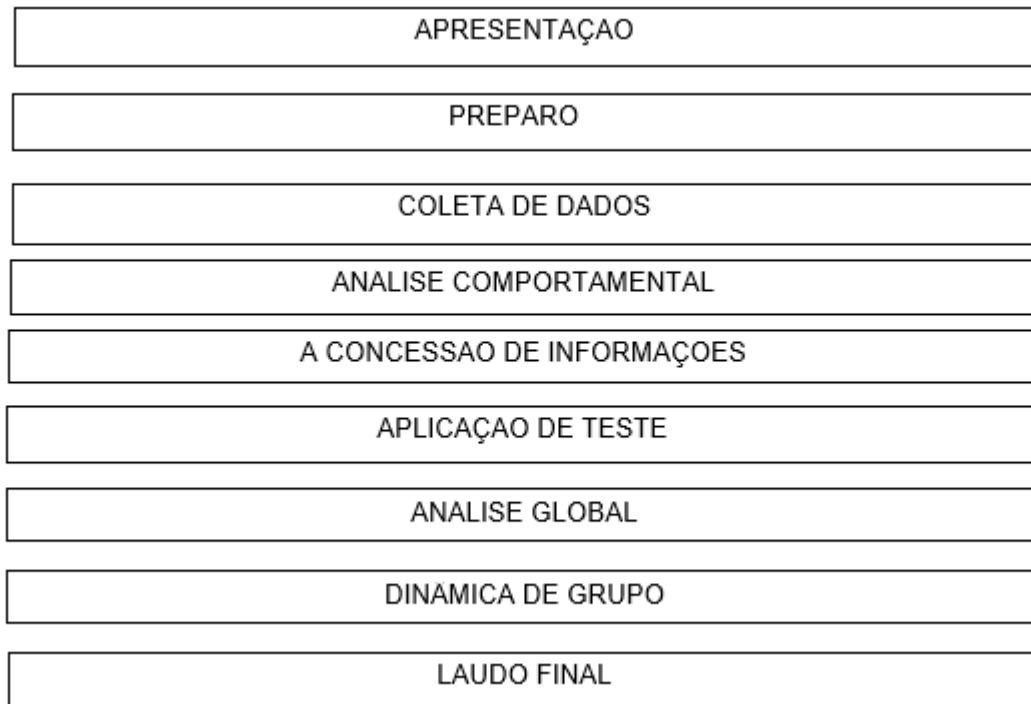 APRESENTAÇAO
PREPARO
COLETA DE DADOS
ANALISE COMPORTAMENTAL
A CONCESSAO DE INFORMAÇOES
APLICAÇAO DE TESTE
ANALISE GLOBAL
DINÂMICA DE GRUPO
LAUDO FINAL